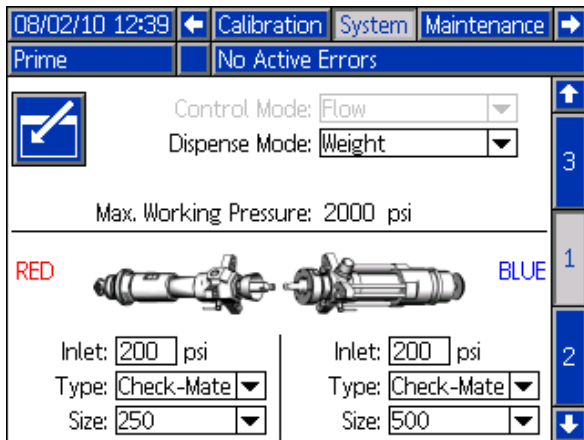 08/02/10 12:39 Calibration System Maintenance
Prime No Active Errors
Control Mode: Flow
Dispense Mode: Weight
3
Max. Working Pressure: 2000 psi
RED BLUE 1
Inlet: 200 psi Inlet: 200 psi 2
Type: Check-Mate Type: Check-Mate
Size: 250 Size: 500